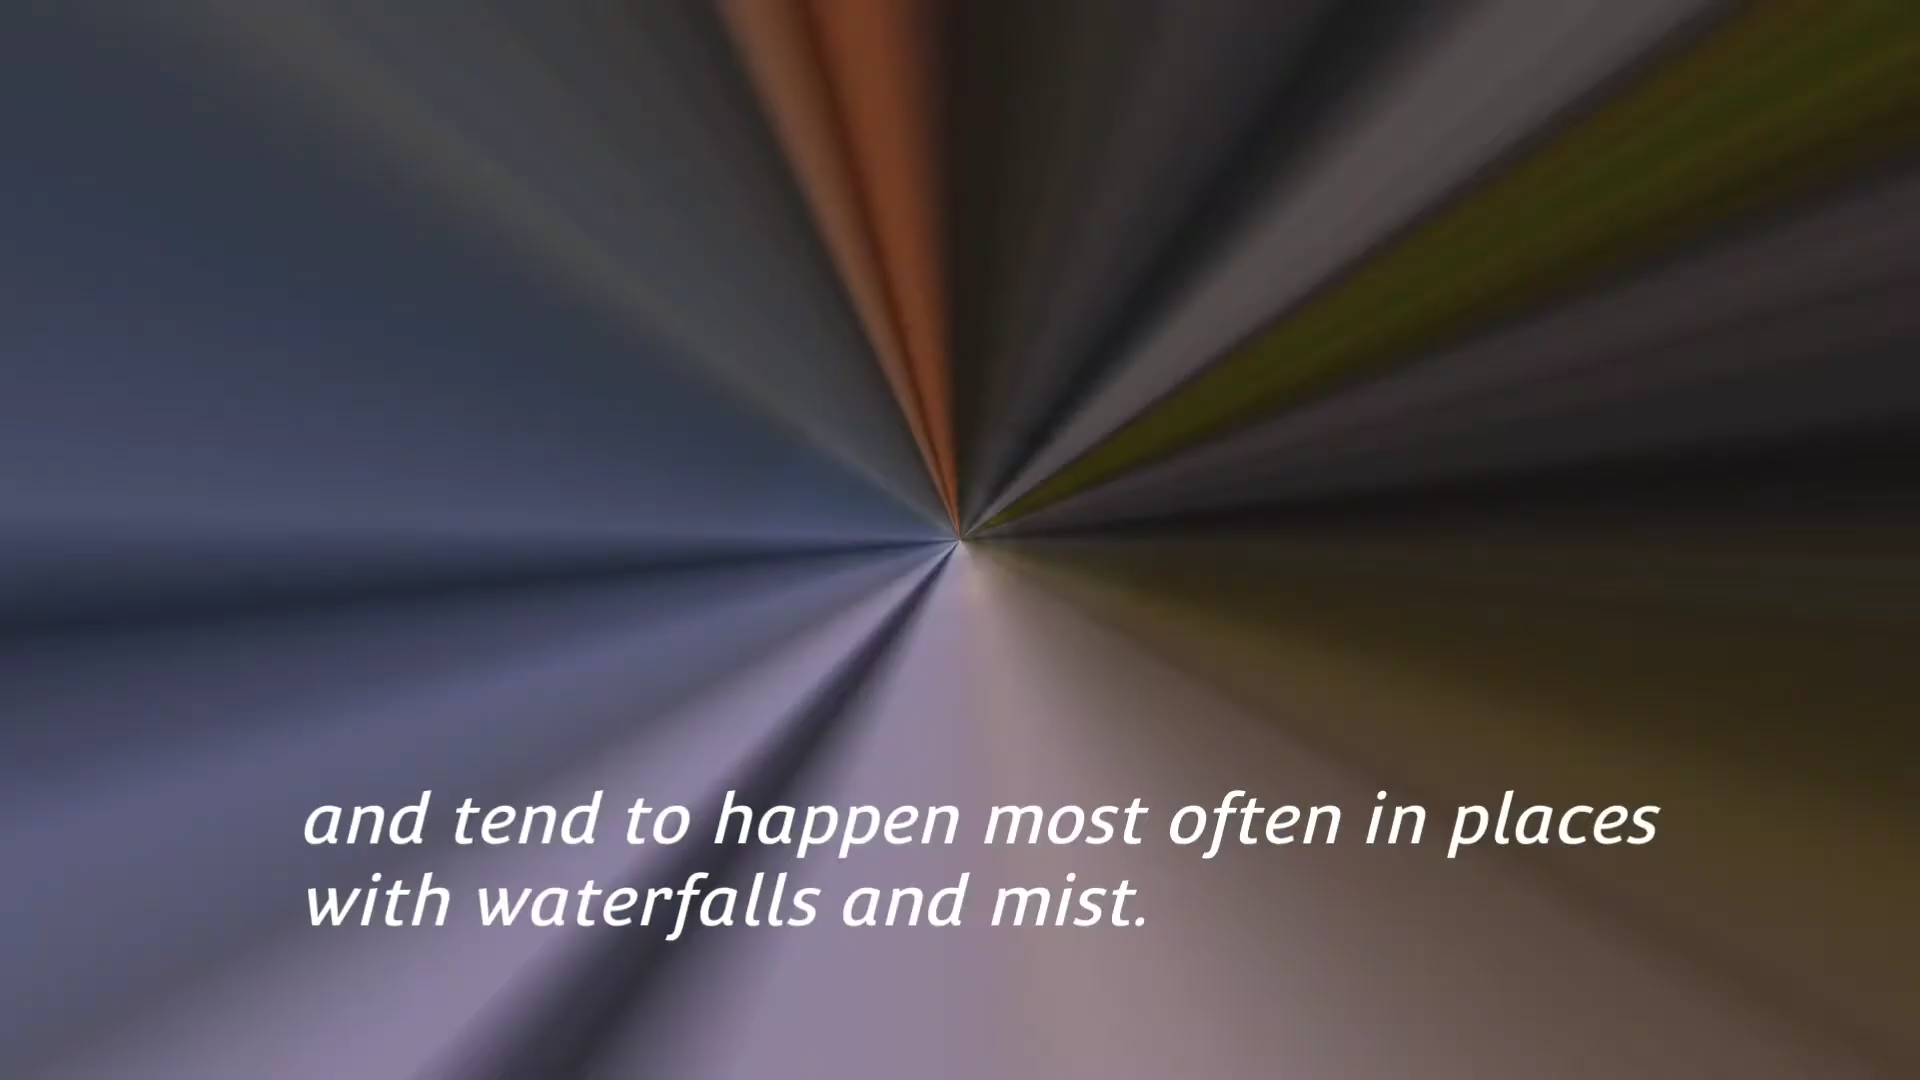 and tend to happen most often in places
with waterfalls and mist.